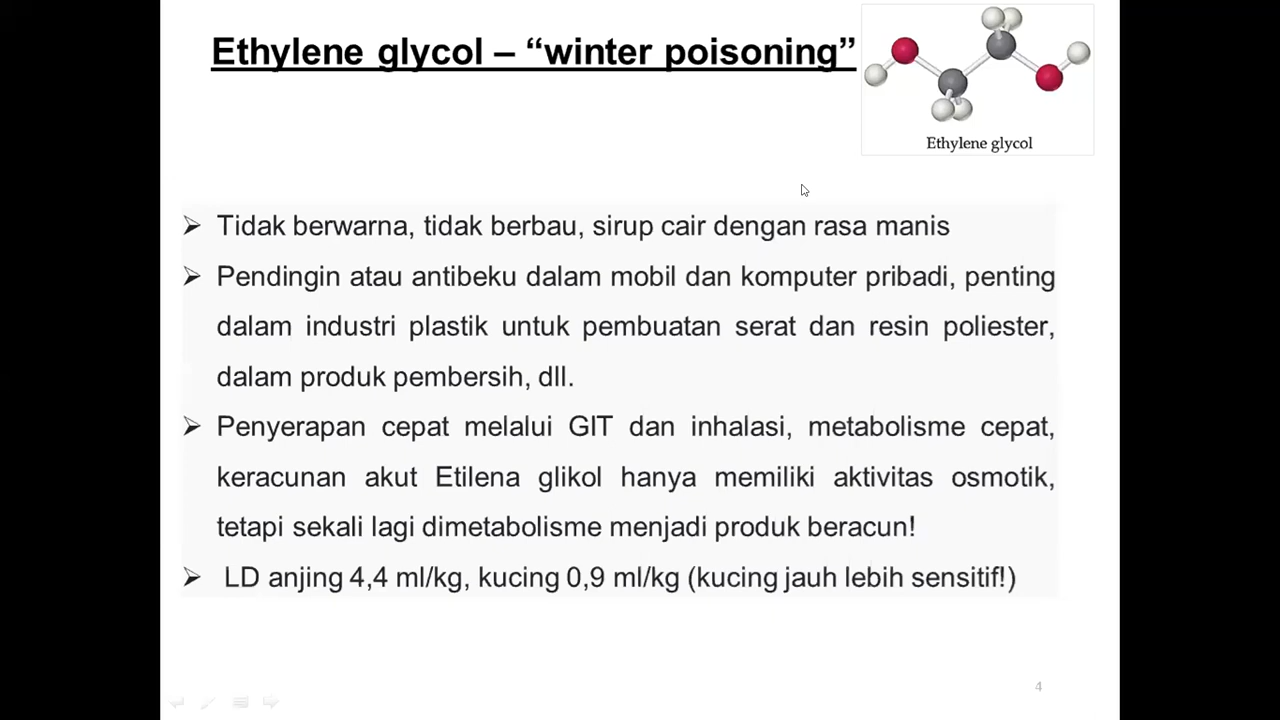 Ethylene glycol – “winter poisoning”
Ethylene glycol
Tidak berwarna, tidak berbau, sirup cair dengan rasa manis
Pendingin atau antibeku dalam mobil dan komputer pribadi, penting
dalam industri plastik untuk pembuatan serat dan resin poliester,
dalam produk pembersih, dll.
Penyerapan cepat melalui GIT dan inhalasi, metabolisme cepat,
keracunan akut Etilena glikol hanya memiliki aktivitas osmotik,
tetapi sekali lagi dimetabolisme menjadi produk beracun!
LD anjing 4,4 ml/kg, kucing 0,9 ml/kg (kucing jauh lebih sensitif!)
4